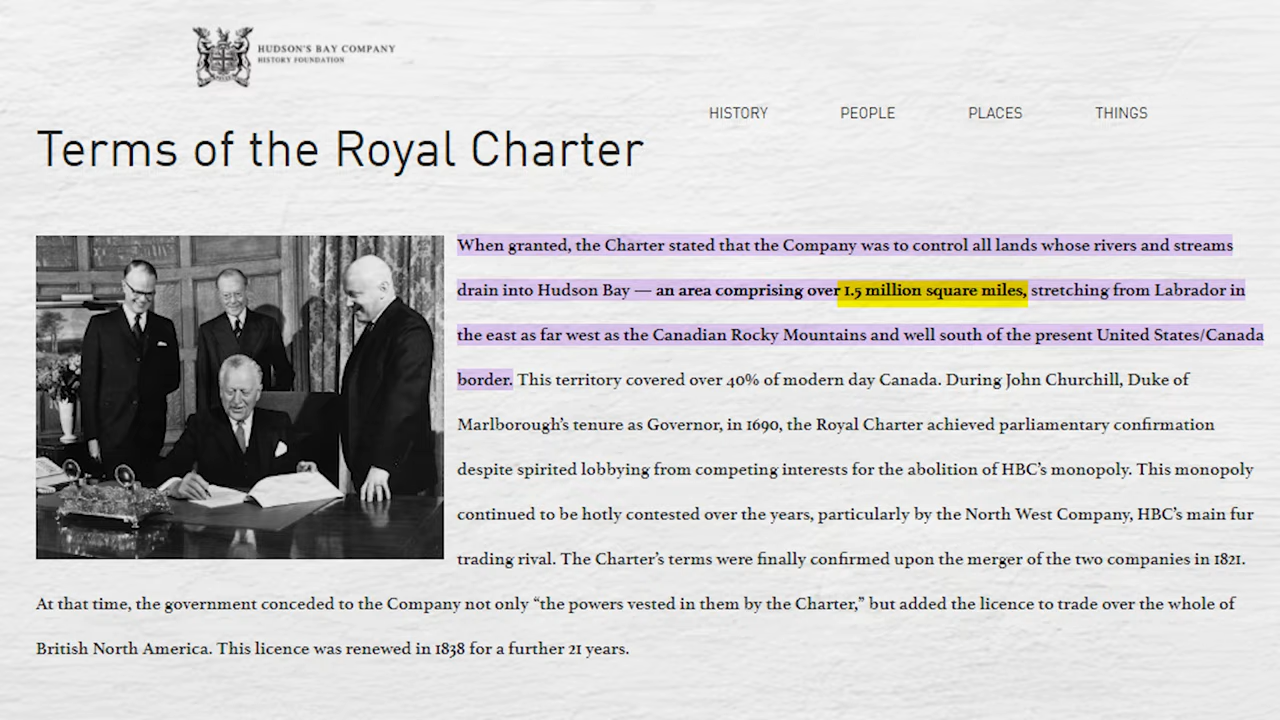 HUDSON'S BAY COMPANY
HISTORY FOUNDATION
HISTORY PEOPLE PLACES THINGS
Terms of the Royal Charter
When granted, the Charter stated that the Company was to control all lands whose rivers and streams
drain into Hudson Bay — an area comprising over 1.5 million square miles, stretching from Labrador in
the east as far west as the Canadian Rocky Mountains and well south of the present United States/Canada
border. This territory covered over 40% of modern day Canada. During John Churchill, Duke of
Marlborough’s tenure as Governor, in 1690, the Royal Charter achieved parliamentary confirmation
despite spirited lobbying from competing interests for the abolition of HBC’s monopoly. This monopoly
continued to be hotly contested over the years, particularly by the North West Company, HBC’s main fur
trading rival. The Charter’s terms were finally confirmed upon the merger of the two companies in 1821.
At that time, the government conceded to the Company not only “the powers vested in them by the Charter,” but added the licence to trade over the whole of
British North America. This licence was renewed in 1838 for a further 21 years.